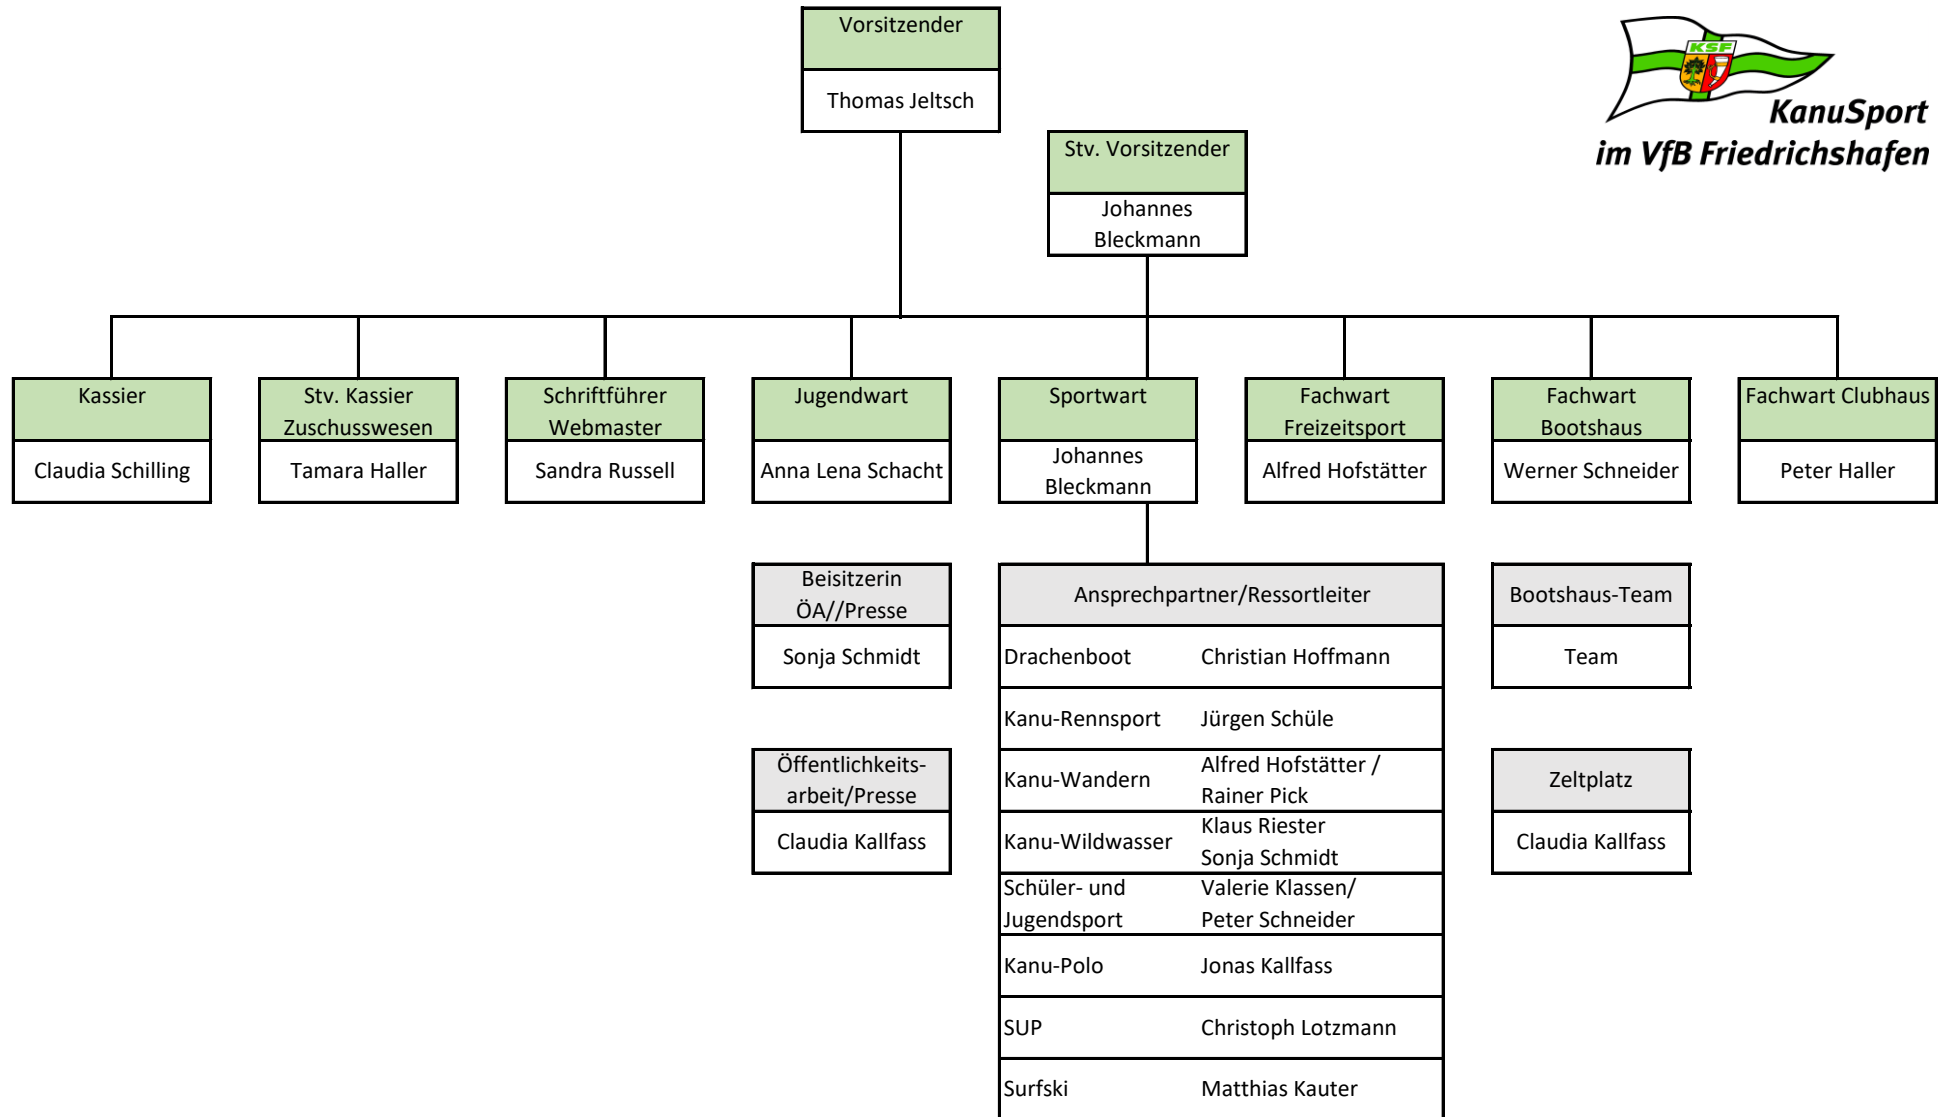 Vorsitzender
Thomas Jeltsch
KSF
KanuSport
im VfB Friedrichshafen
Stv. Vorsitzender
Johannes
Bleckmann
Kassier
Claudia Schilling
Stv. Kassier
Zuschusswesen
Tamara Haller
Schriftführer
Webmaster
Sandra Russell
Jugendwart
Anna Lena Schacht
Sportwart
Johannes
Bleckmann
Fachwart
Freizeitsport
Alfred Hofstätter
Fachwart
Bootshaus
Werner Schneider
Fachwart Clubhaus
Peter Haller
Beisitzerin
ÖA//Presse
Sonja Schmidt
Öffentlichkeits-
arbeit/Presse
Claudia Kallfass
Ansprechpartner/Ressortleiter
Drachenboot Christian Hoffmann
Kanu-Rennsport Jürgen Schüle
Kanu-Wandern Alfred Hofstätter /
Rainer Pick
Kanu-Wildwasser Klaus Riester
Sonja Schmidt
Schüler- und Valerie Klassen/
Jugendsport Peter Schneider
Kanu-Polo Jonas Kallfass
SUP Christoph Lotzmann
Surfski Matthias Kauter
Bootshaus-Team
Team
Zeltplatz
Claudia Kallfass